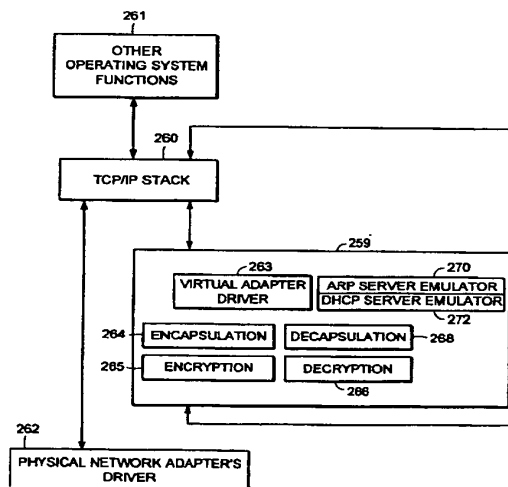 261
OTHER
OPERATING SYSTEM
FUNCTIONS
260
TCP/IP STACK
259
263
VIRTUAL ADAPTER
DRIVER
270
ARP SERVER EMULATOR
DHCP SERVER EMULATOR
272
264
ENCAPSULATION
DECAPSULATION
268
265
ENCRYPTION
DECRYPTION
266
262
PHYSICAL NETWORK ADAPTER'S
DRIVER